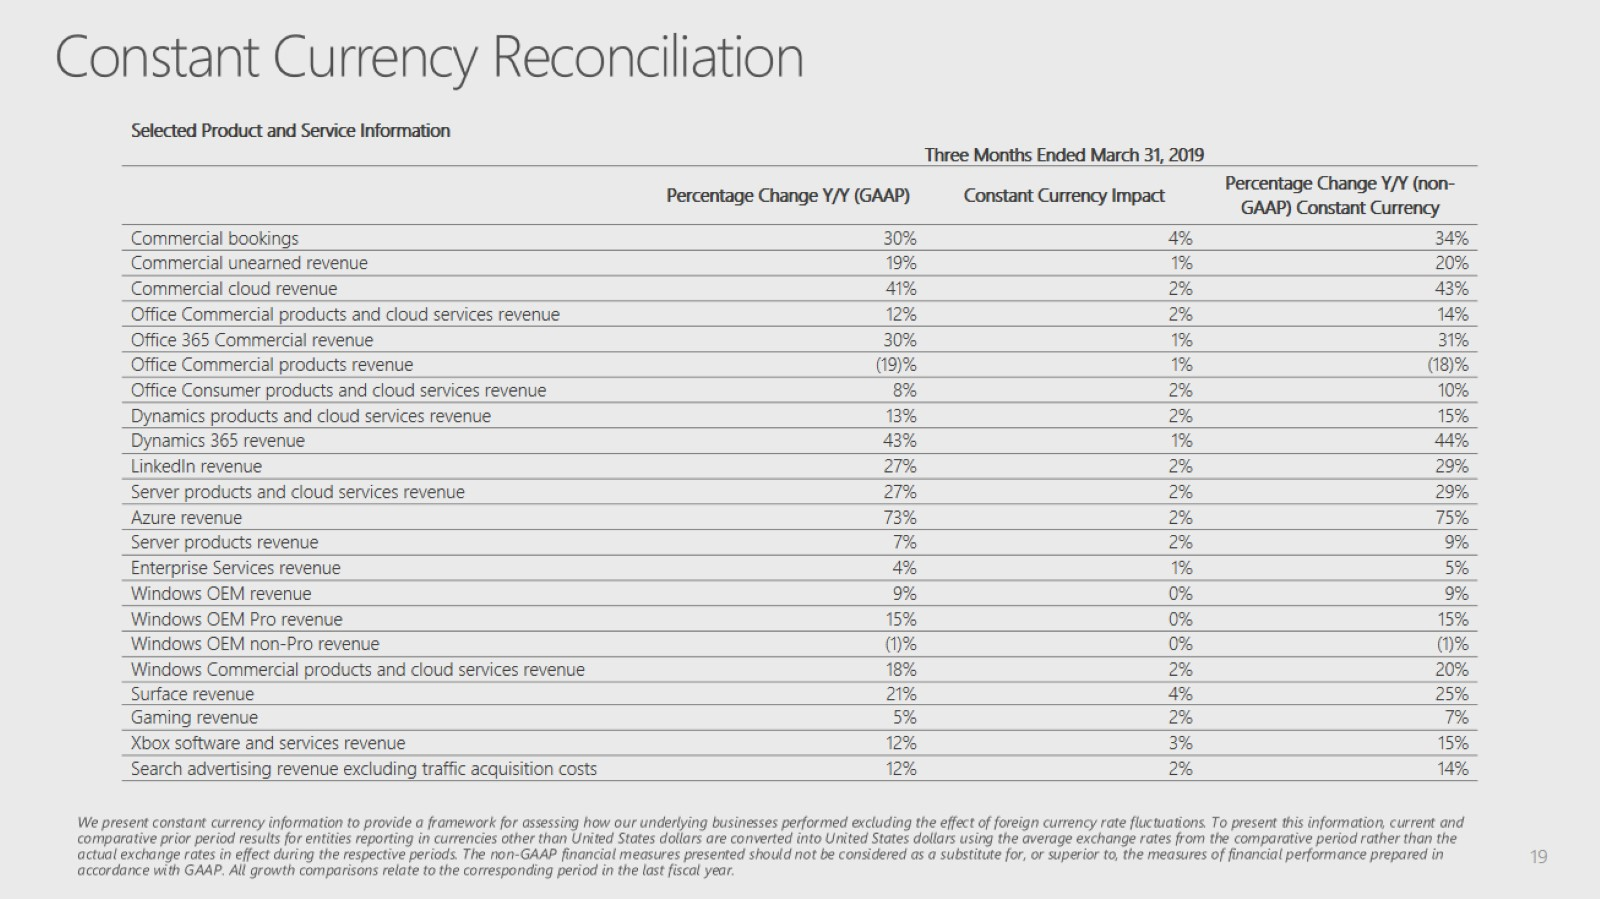 Constant Currency Reconciliation
Selected Product and Service Information
Three Months Ended March 31, 2019
Percentage Change Y/Y (GAAP) Constant Currency Impact Percentage Change Y/Y (non-
GAAP) Constant Currency
Commercial bookings 30% 4% 34%
Commercial unearned revenue 19% 1% 20%
Commercial cloud revenue 41% 2% 43%
Office Commercial products and cloud services revenue 12% 2% 14%
Office 365 Commercial revenue 30% 1% 31%
Office Commercial products revenue (19)% 1% (18)%
Office Consumer products and cloud services revenue 8% 2% 10%
Dynamics products and cloud services revenue 13% 2% 15%
Dynamics 365 revenue 43% 1% 44%
LinkedIn revenue 27% 2% 29%
Server products and cloud services revenue 27% 2% 29%
Azure revenue 73% 2% 75%
Server products revenue 7% 2% 9%
Enterprise Services revenue 4% 1% 5%
Windows OEM revenue 9% 0% 9%
Windows OEM Pro revenue 15% 0% 15%
Windows OEM non-Pro revenue (1)% 0% (1)%
Windows Commercial products and cloud services revenue 18% 2% 20%
Surface revenue 21% 4% 25%
Gaming revenue 5% 2% 7%
Xbox software and services revenue 12% 3% 15%
Search advertising revenue excluding traffic acquisition costs 12% 2% 14%
We present constant currency information to provide a framework for assessing how our underlying businesses performed excluding the effect of foreign currency rate fluctuations. To present this information, current and
comparative prior period results for entities reporting in currencies other than United States dollars are converted into United States dollars using the average exchange rates from the comparative period rather than the
actual exchange rates in effect during the respective periods. The non-GAAP financial measures presented should not be considered as a substitute for, or superior to, the measures of financial performance prepared in
accordance with GAAP. All growth comparisons relate to the corresponding period in the last fiscal year.
19